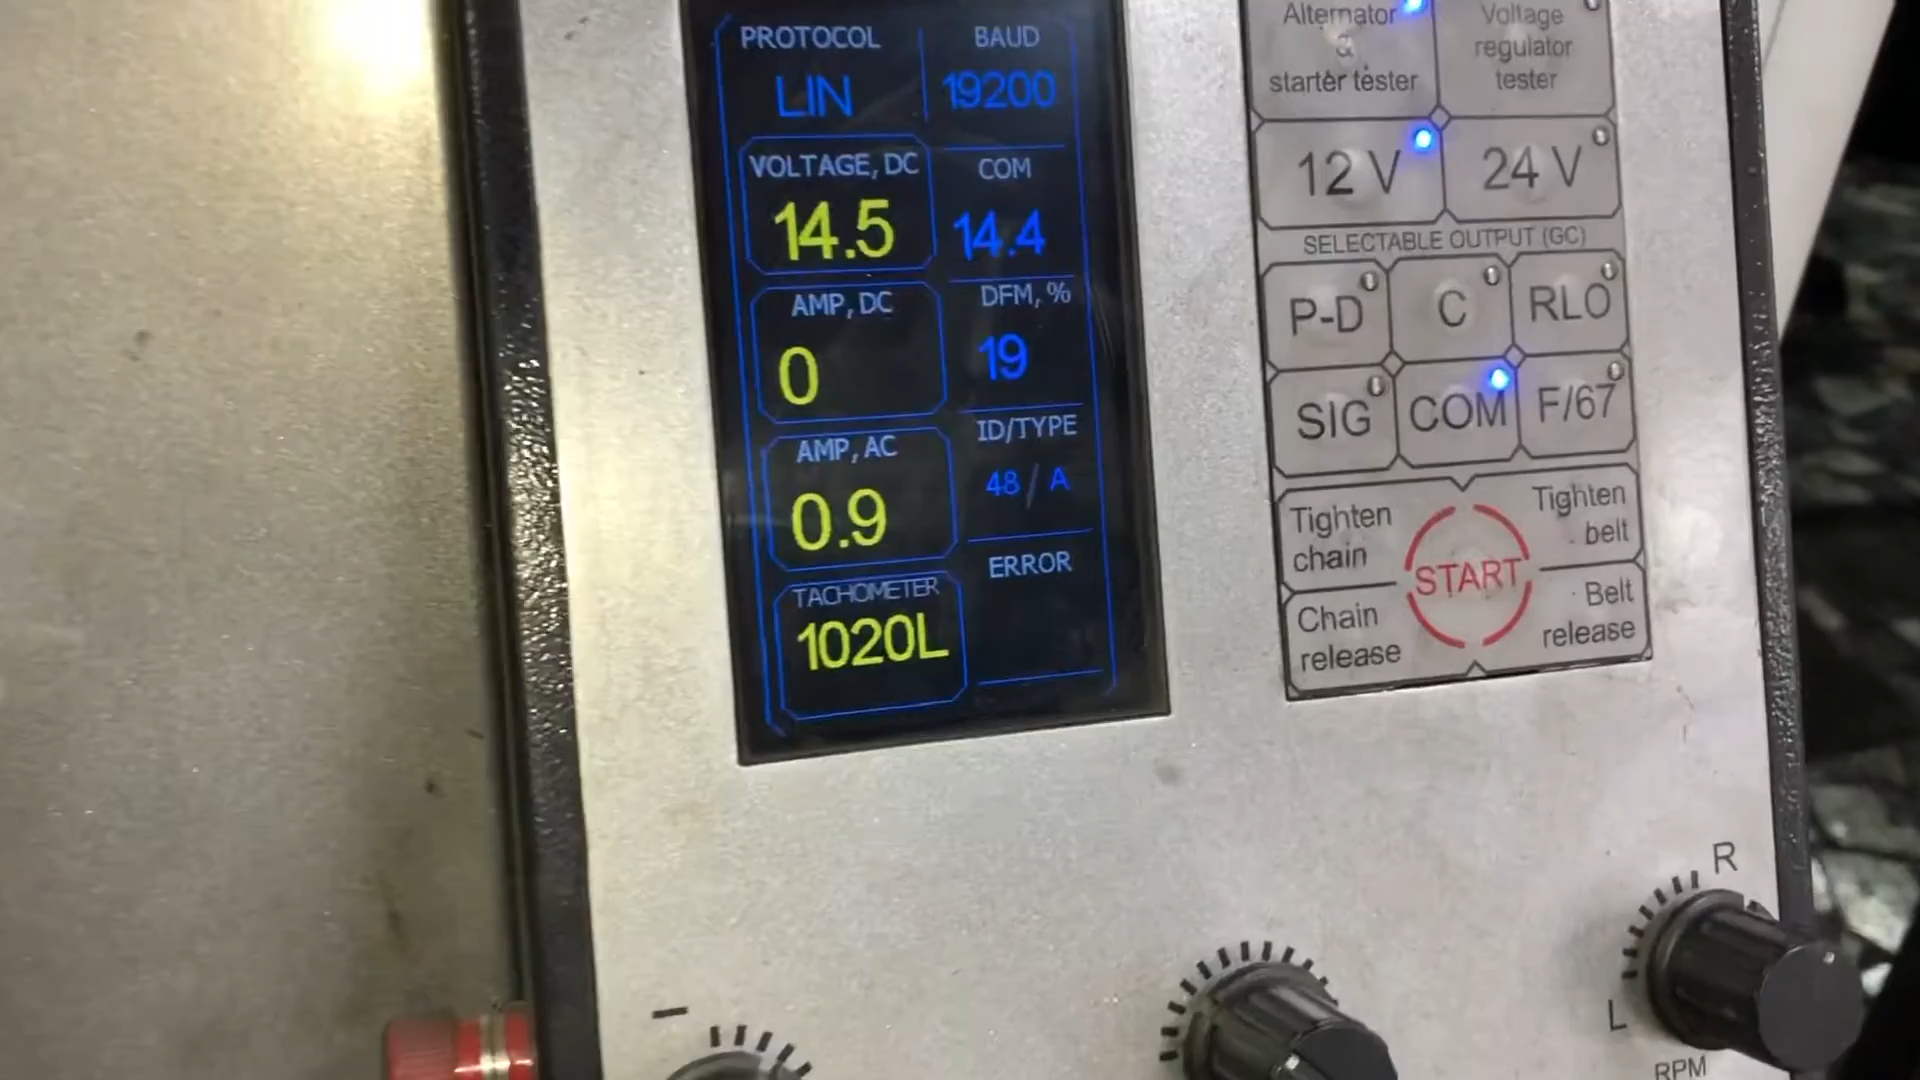 PROTOCOL BAUD
LIN 19200
VOLTAGE, DC COM
14.5 14.4
AMP, DC DFM, %
0 19
AMP, AC ID/TYPE
0.9 48 / A
TACHOMETER ERROR
1020L
Alternator
&
starter tester
Voltage
regulator
tester
12 V 24 V
SELECTABLE OUTPUT (GC)
P-D C RLO
SIG COM F/67
Tighten
chain
Tighten
belt
START
Chain
release
Belt
release
R
L
RPM